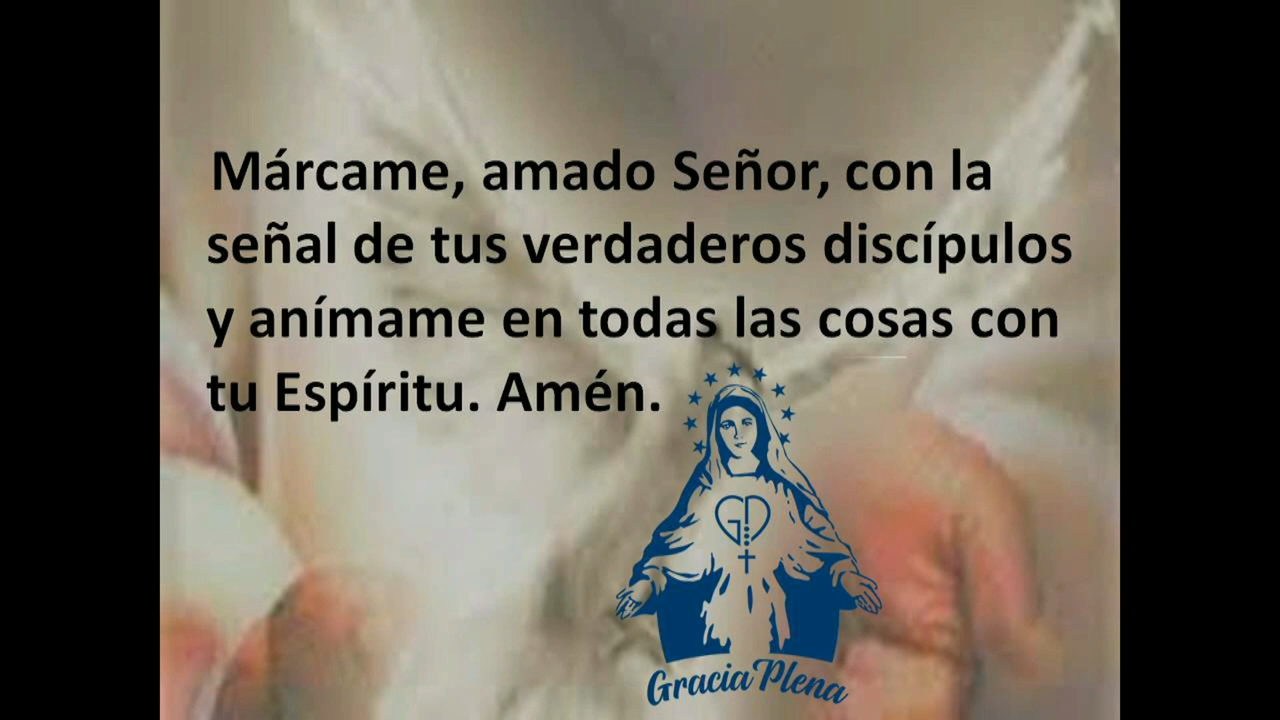 Márcame, amado Señor, con la
señal de tus verdaderos discípulos
y anímame en todas las cosas con
tu Espíritu. Amén.
GP
Gracia Plena